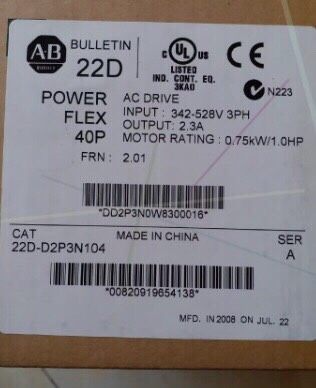 A-B
BULLETIN
22D
C UL US
LISTED
IND. CONT. EQ.
3KA0
CE
N223
POWER
FLEX
40P
AC DRIVE
INPUT : 342-528V 3PH
OUTPUT: 2.3A
MOTOR RATING : 0.75kW/1.0HP
FRN : 2.01
*DD2P3N0W8300016*
CAT
22D-D2P3N104
MADE IN CHINA
SER
A
*00820919654138*
MFD. IN 2008 ON JUL. 22